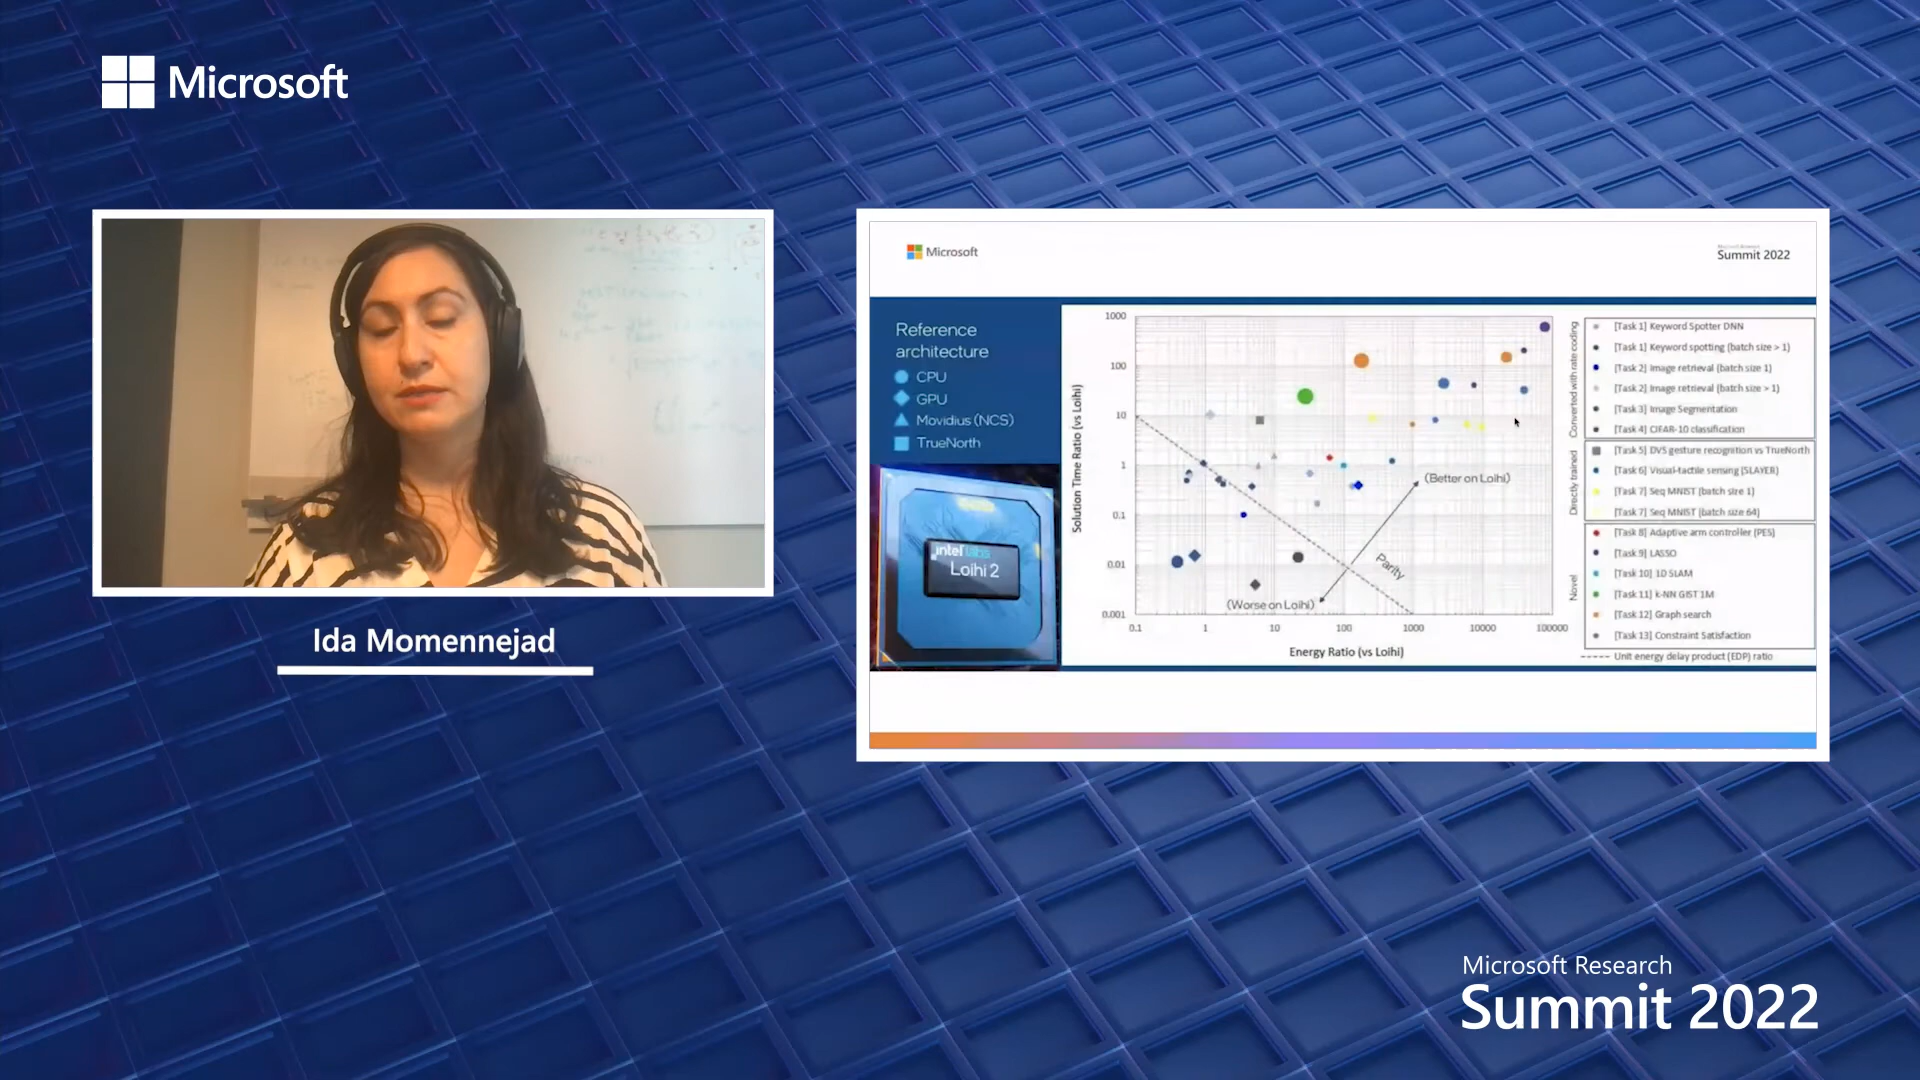 Microsoft
Ida Momennejad
Microsoft
Summit 2022
Reference
architecture
CPU
GPU
Movidius (NCS)
TrueNorth
intel labs
Loihi 2
Solution Time Ratio (vs Loihi)
1000
100
10
1
0.1
0.01
0.001
0.1
1
10
100
1000
10000
100000
Energy Ratio (vs Loihi)
(Better on Loihi)
Parity
(Worse on Loihi)
Converted with rate coding
[Task 1] Keyword Spotter DNN
[Task 1] Keyword spotting (batch size > 1)
[Task 2] Image retrieval (batch size 1)
[Task 2] Image retrieval (batch size > 1)
[Task 3] Image Segmentation
[Task 4] CIFAR-10 classification
Directly trained
[Task 5] DVS gesture recognition vs TrueNorth
[Task 6] Visual-tactile sensing (SLAYER)
[Task 7] Seq MNIST (batch size 1)
[Task 7] Seq MNIST (batch size 64)
Novel
[Task 8] Adaptive arm controller (PES)
[Task 9] LASSO
[Task 10] 1D SLAM
[Task 11] k-NN GIST 1M
[Task 12] Graph search
[Task 13] Constraint Satisfaction
Unit energy delay product (EDP) ratio
Microsoft Research
Summit 2022